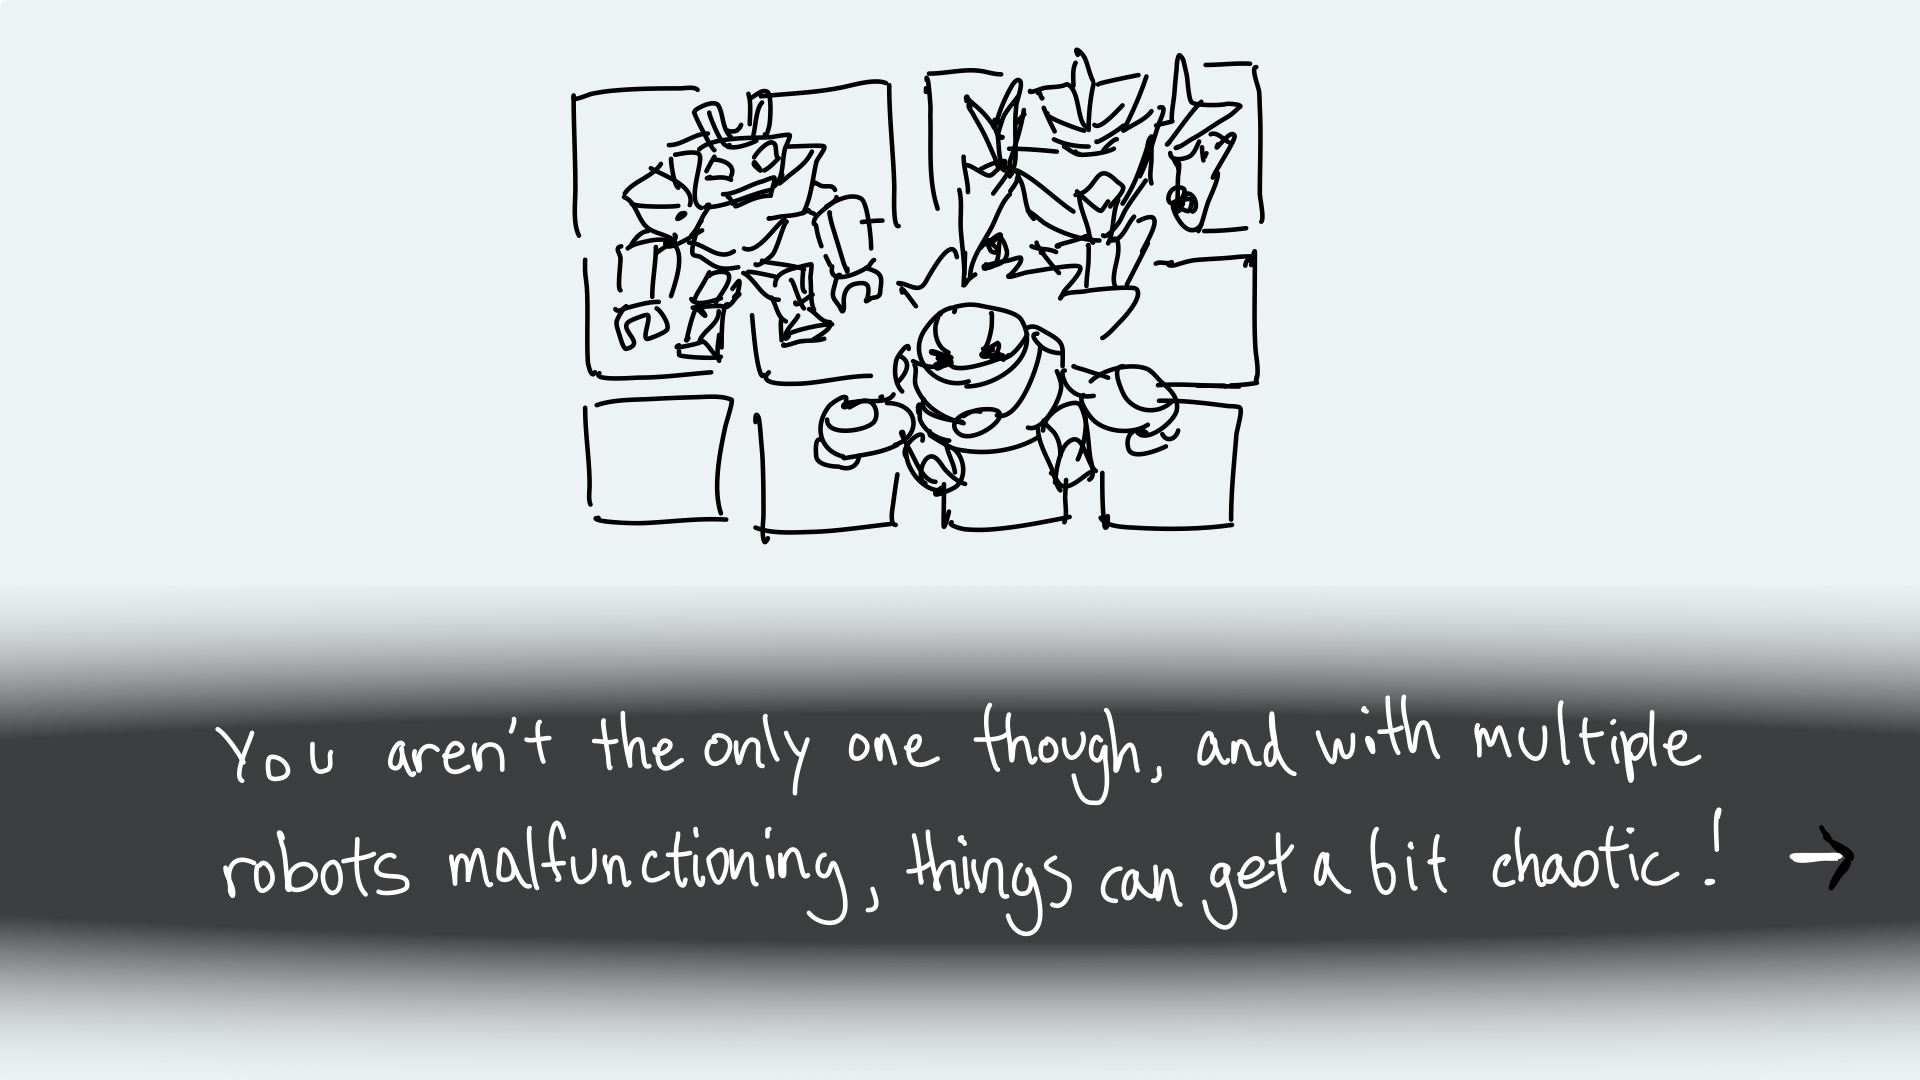 You aren't the only one though, and with multiple
robots malfunctioning, things can get a bit chaotic!